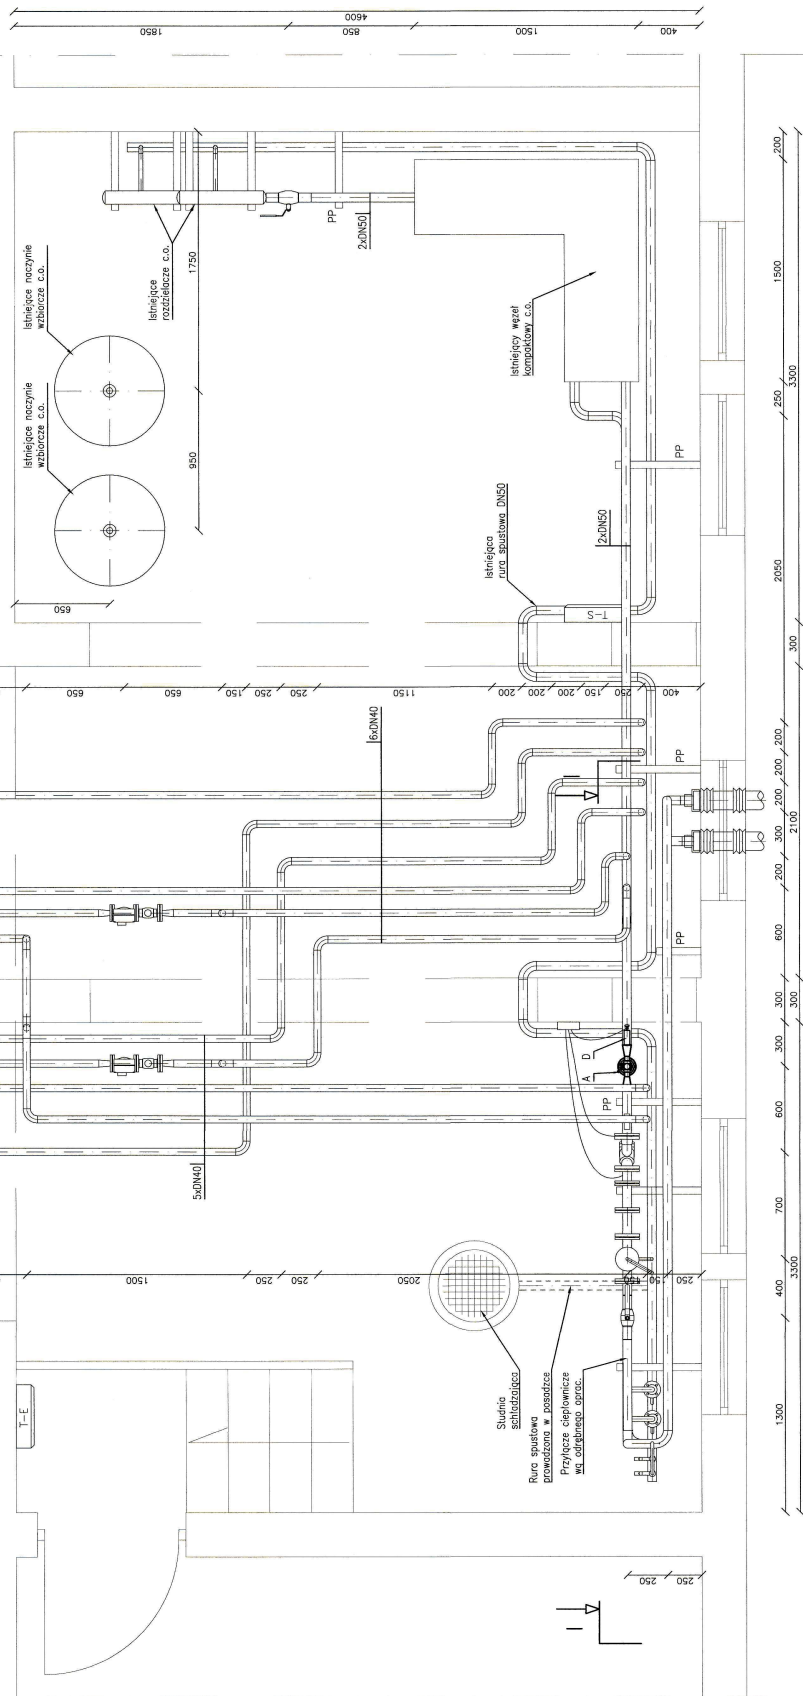 4600
1850
850
1500
400
Istniejące naczynie
wzbiorcze c.o.
Istniejące naczynie
wzbiorcze c.o.
Istniejące
rozdzielacze c.o.
1750
950
650
PP
2xDN50
Istniejący węzeł
kompaktowy c.o.
PP
Istniejąca
rura spustowa DN50
2xDN50
T-S
650
650
150
250
250
1150
200
200
200
150
250
400
6xDN40
I
PP
PP
5xDN40
A
D
PP
1500
250
250
2050
150
250
Studnia
schładzająca
Rura spustowa
prowadzona w posadzce
Przyłącze ciepłownicze
wg odrębnego oprac.
T-E
250
250
I
200
1500
250
2050
200
200
200
300
200
600
300
300
600
700
400
1300
3300
300
2100
300
3300